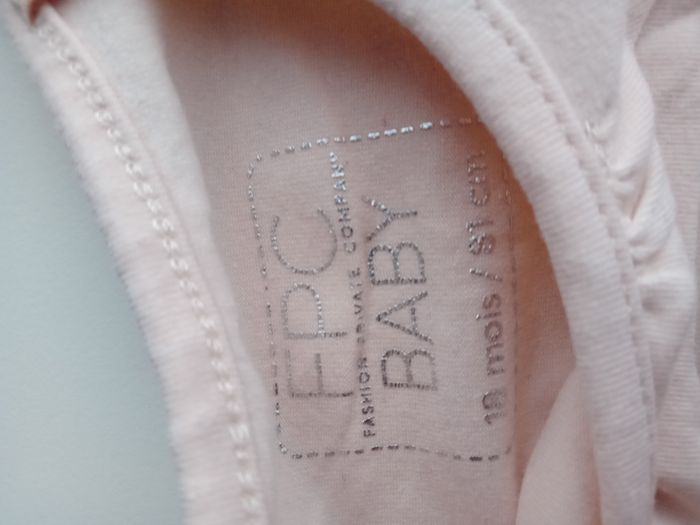 FPC
FASHION PRIVATE COMPANY
BABY
18 mois / 81 cm